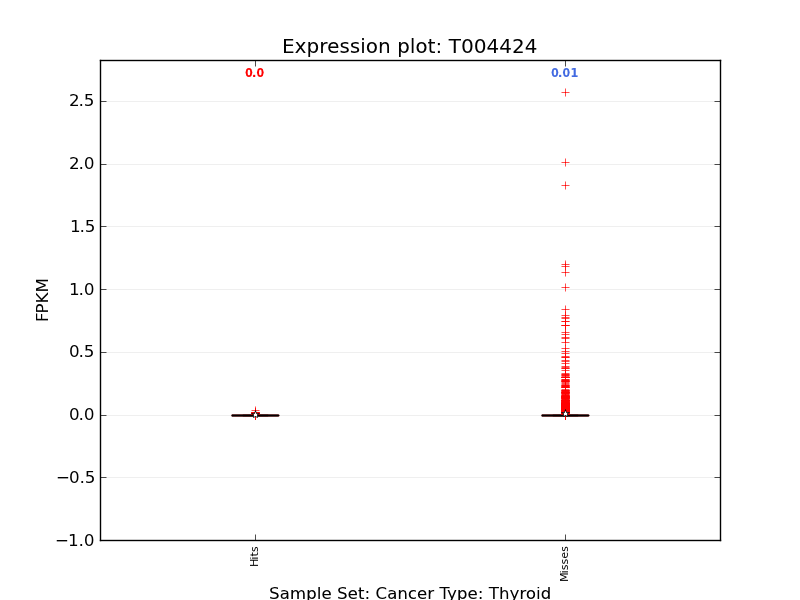 Expression plot: T004424
0.0
0.01
2.5
2.0
1.5
1.0
0.5
0.0
−0.5
−1.0
FPKM
Hits
Misses
Sample Set: Cancer Type: Thyroid